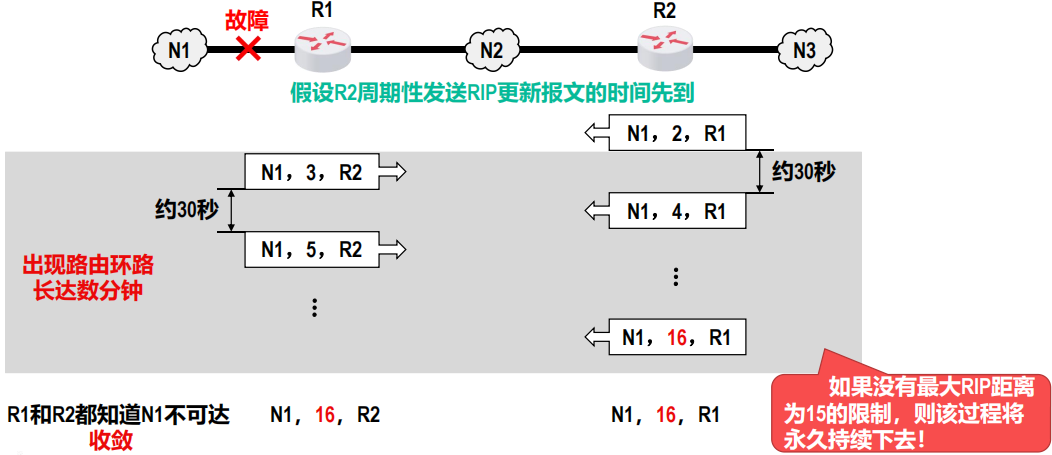 R1
R2
故障
N1
N2
N3
假设R2周期性发送RIP更新报文的时间先到
N1，2，R1
N1，3，R2
约30秒
约30秒
N1，4，R1
N1，5，R2
出现路由环路
长达数分钟
N1，16，R1
如果没有最大RIP距离
为15的限制，则该过程将
永久持续下去！
R1和R2都知道N1不可达
收敛
N1，16，R2
N1，16，R1